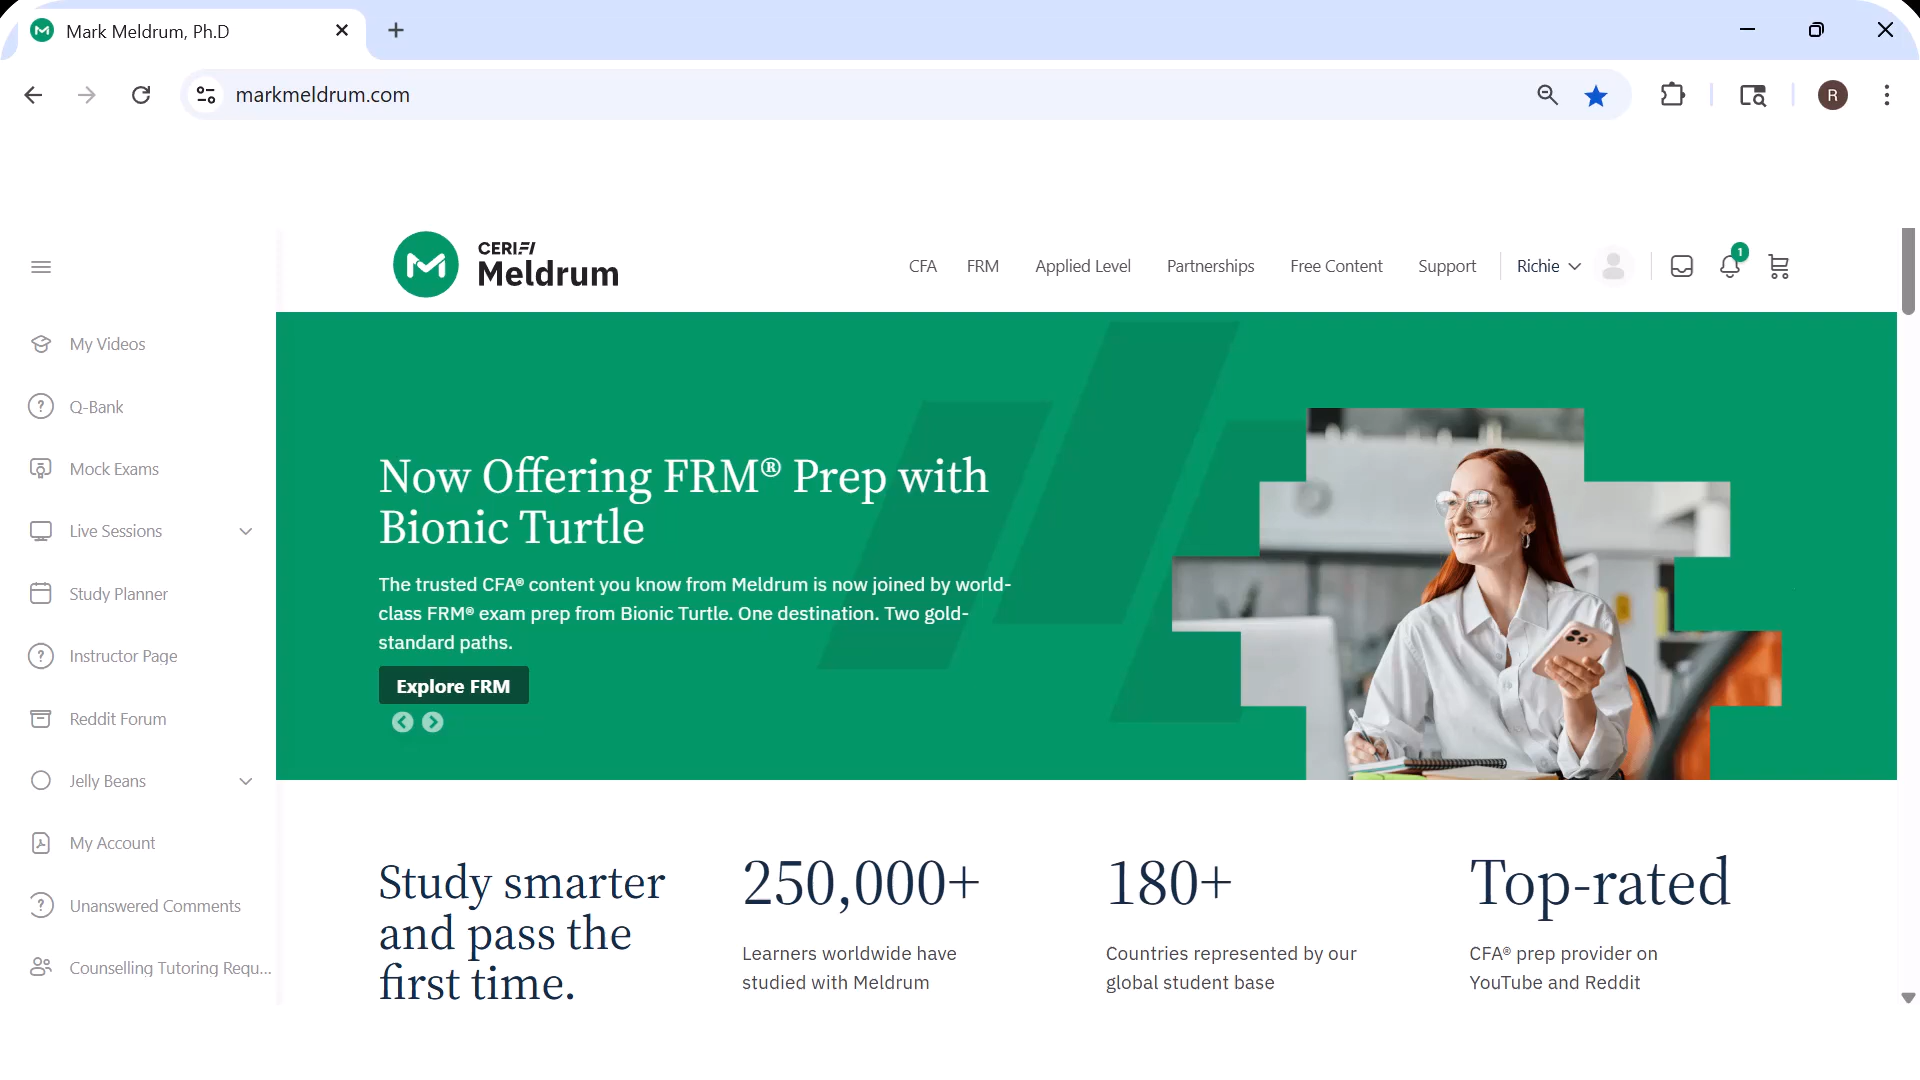 Mark Meldrum, Ph.D
markmeldrum.com
R
CERIFI
Meldrum
CFA
FRM
Applied Level
Partnerships
Free Content
Support
Richie
1
My Videos
Q-Bank
Mock Exams
Live Sessions
Study Planner
Instructor Page
Reddit Forum
Jelly Beans
My Account
Unanswered Comments
Counselling Tutoring Requ...
Now Offering FRM® Prep with
Bionic Turtle
The trusted CFA® content you know from Meldrum is now joined by world-
class FRM® exam prep from Bionic Turtle. One destination. Two gold-
standard paths.
Explore FRM
Study smarter
and pass the
first time.
250,000+
Learners worldwide have
studied with Meldrum
180+
Countries represented by our
global student base
Top-rated
CFA® prep provider on
YouTube and Reddit